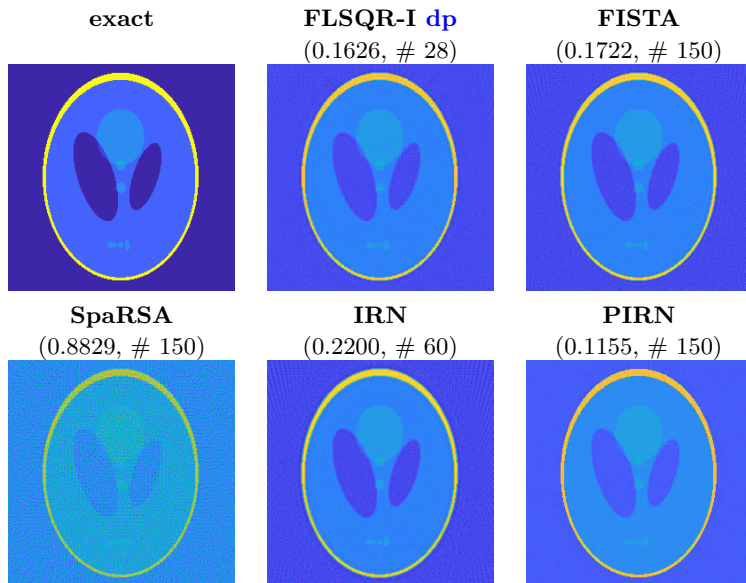 exact
FLSQR-I dp
(0.1626, # 28)
FISTA
(0.1722, # 150)
SpaRSA
(0.8829, # 150)
IRN
(0.2200, # 60)
PIRN
(0.1155, # 150)